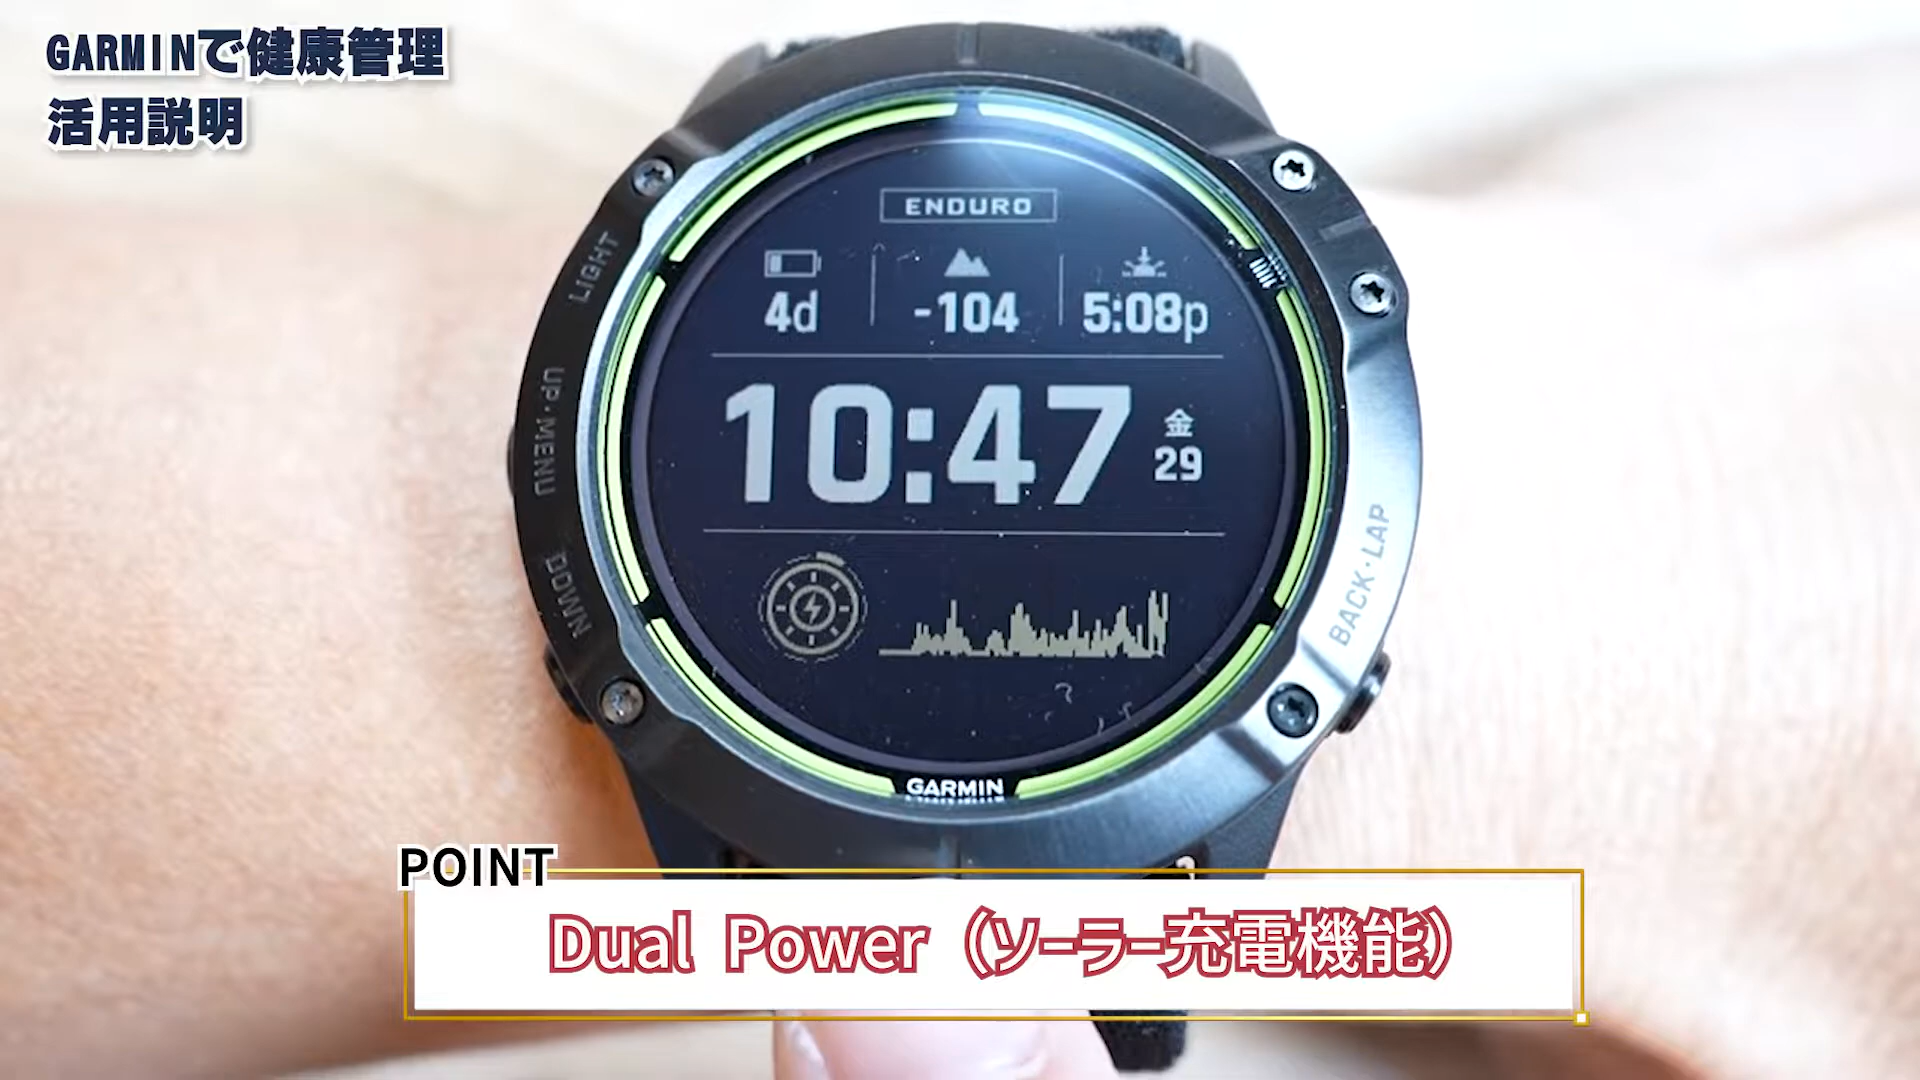 GARMINで健康管理
活用説明
ENDURO
4d
-104
5:08p
10:47
金
29
LIGHT
UP·MENU
DOWN
BACK·LAP
GARMIN
POINT
Dual Power（ソーラー充電機能）